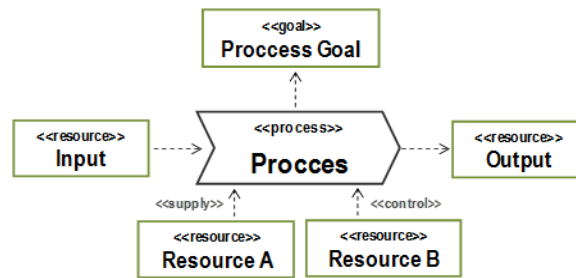 <<goal>>
Proccess Goal
<<resource>>
Input
<<process>>
Procces
<<resource>>
Output
<<supply>>
<<control>>
<<resource>>
Resource A
<<resource>>
Resource B